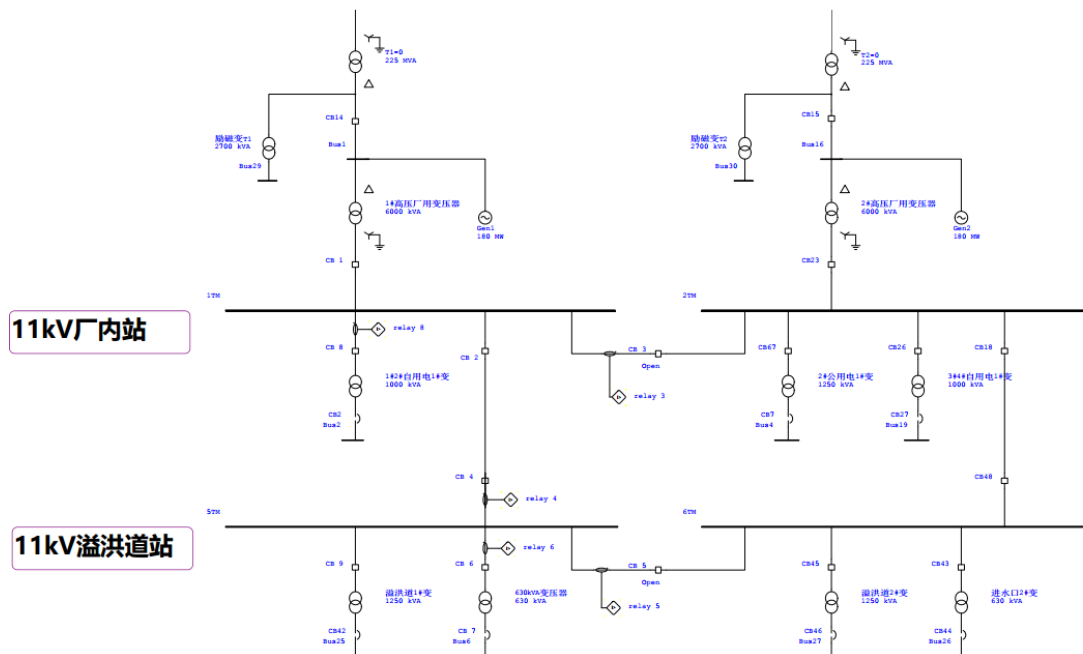 T1=0
225 MVA
T2=0
225 MVA
CB14
CB15
励磁变T1
2700 kVA
Bus29
Bus1
励磁变T2
2700 kVA
Bus30
Bus16
1#高压厂用变压器
6000 kVA
Gen1
180 MW
2#高压厂用变压器
6000 kVA
Gen2
180 MW
CB 1
CB23
1TM
2TM
11kV厂内站
relay 8
CB 8
CB 2
CB 3
Open
CB67
CB26
CB18
1#2#自用电1#变
1000 kVA
relay 3
2#公用电1#变
1250 kVA
3#4#自用电1#变
1000 kVA
CB2
Bus2
CB7
Bus4
CB27
Bus19
CB 4
relay 4
CB48
5TM
6TM
11kV溢洪道站
relay 6
CB 9
CB 6
CB 5
Open
CB45
CB43
溢洪道1#变
1250 kVA
630kVA变压器
630 kVA
relay 5
溢洪道2#变
1250 kVA
进水口2#变
630 kVA
CB42
Bus25
CB 7
Bus6
CB46
Bus27
CB44
Bus26